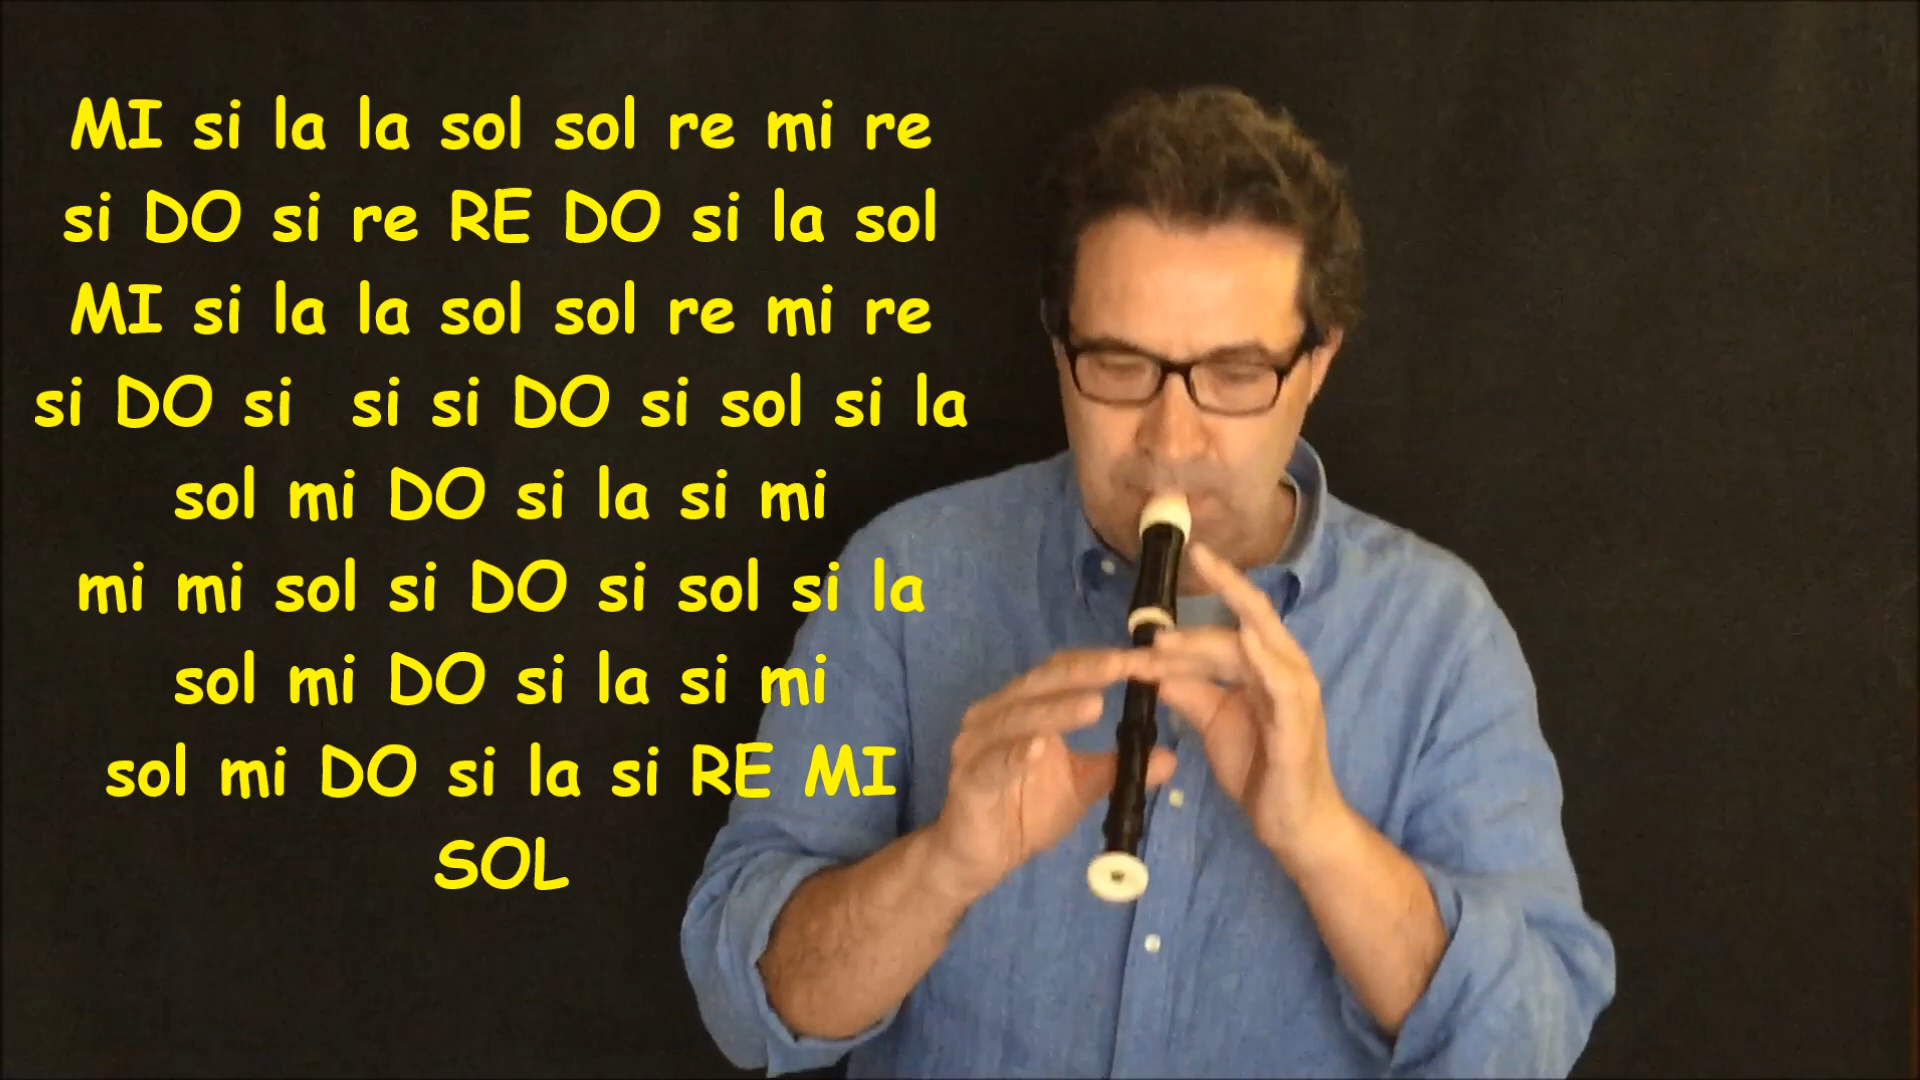 MI si la la sol sol re mi re
si DO si re RE DO si la sol
MI si la la sol sol re mi re
si DO si si si DO si sol si la
sol mi DO si la si mi
mi mi sol si DO si sol si la
sol mi DO si la si mi
sol mi DO si la si RE MI
SOL